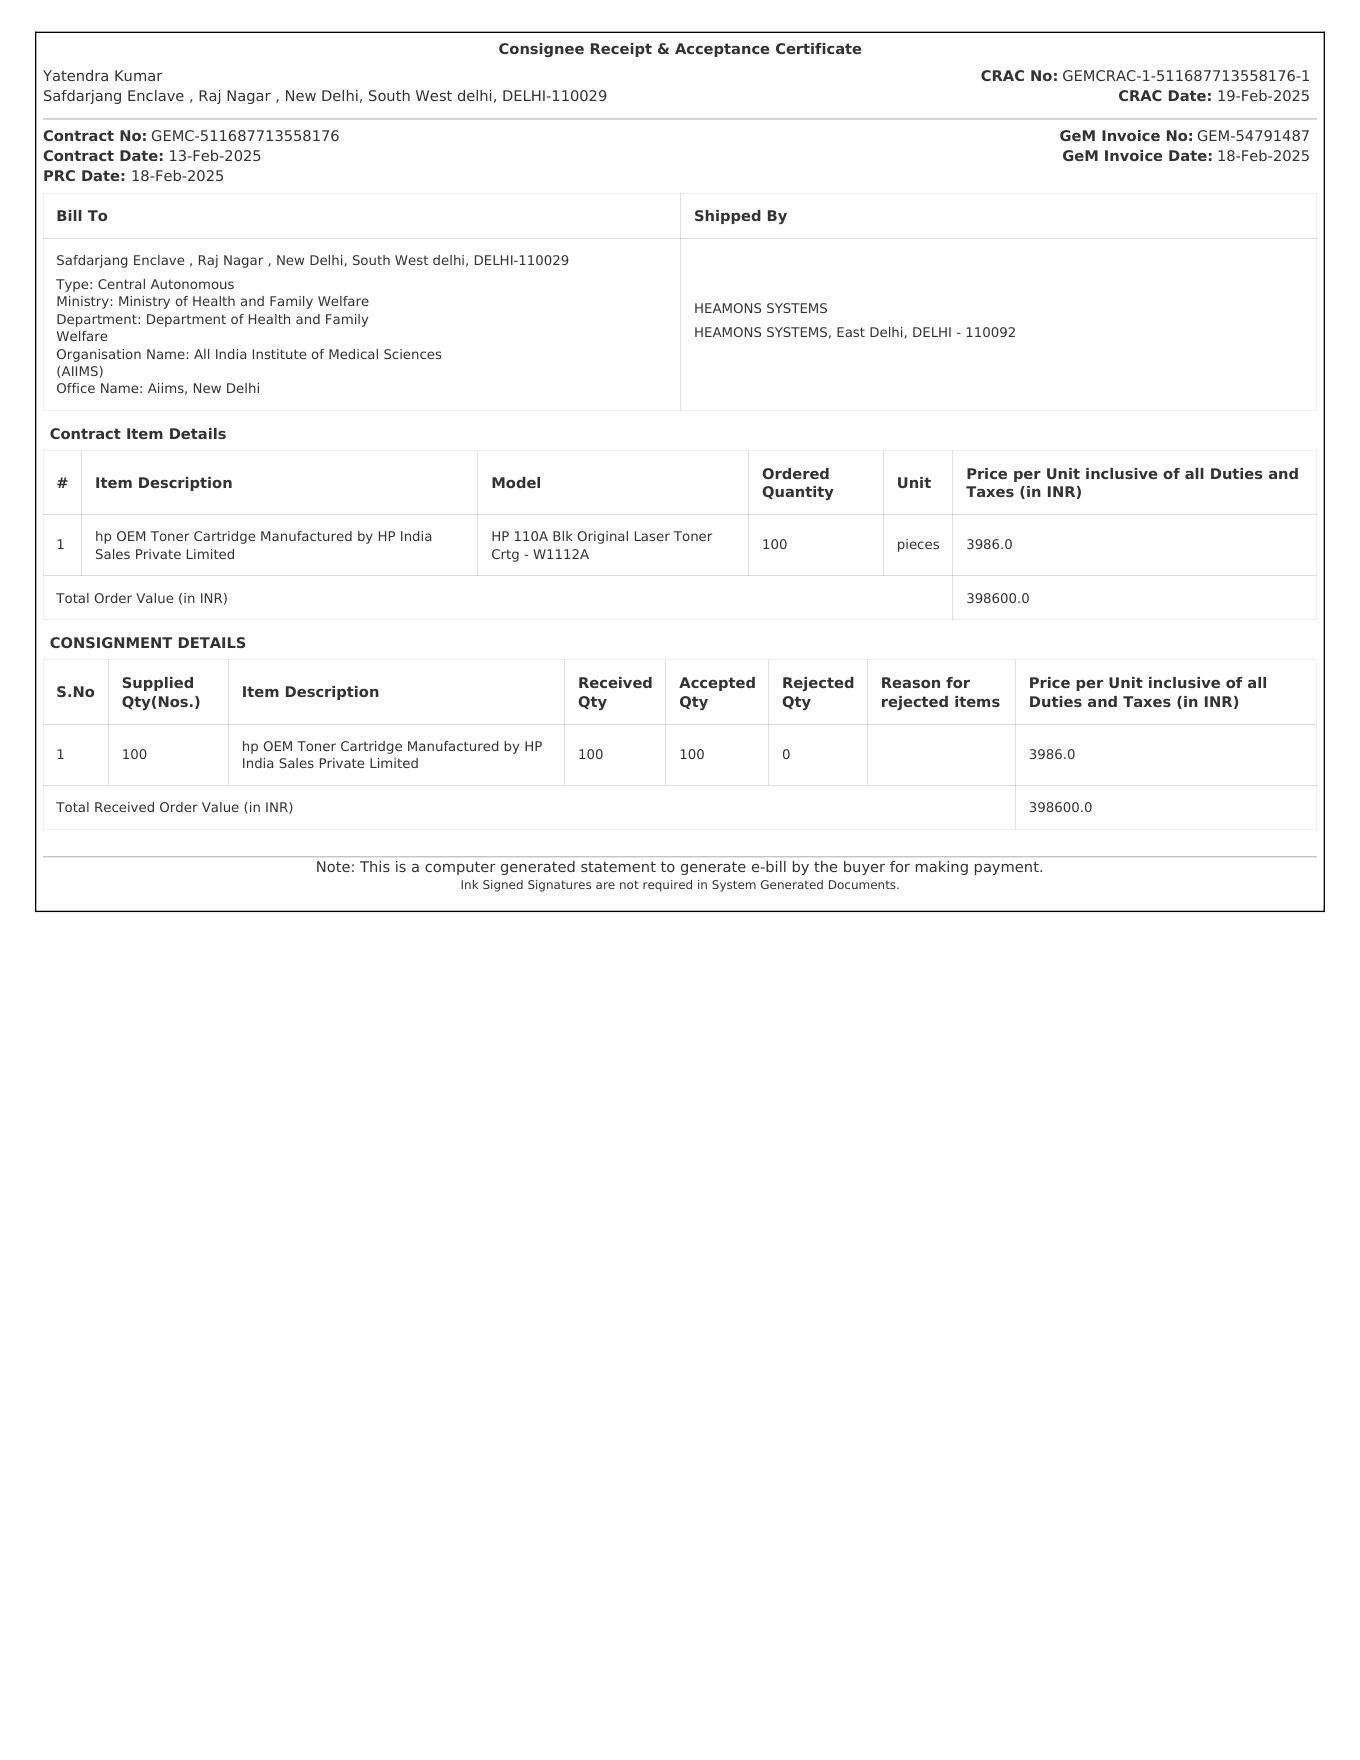 Consignee Receipt & Acceptance Certificate
Yatendra Kumar
Safdarjang Enclave , Raj Nagar , New Delhi, South West delhi, DELHI-110029
CRAC No: GEMCRAC-1-511687713558176-1
CRAC Date: 19-Feb-2025
Contract No: GEMC-511687713558176
Contract Date: 13-Feb-2025
PRC Date: 18-Feb-2025
GeM Invoice No: GEM-54791487
GeM Invoice Date: 18-Feb-2025
Bill To
Shipped By
Safdarjang Enclave , Raj Nagar , New Delhi, South West delhi, DELHI-110029
Type: Central Autonomous
Ministry: Ministry of Health and Family Welfare
Department: Department of Health and Family
Welfare
Organisation Name: All India Institute of Medical Sciences
(AIIMS)
Office Name: Aiims, New Delhi
HEAMONS SYSTEMS
HEAMONS SYSTEMS, East Delhi, DELHI - 110092
Contract Item Details
# Item Description Model Ordered Quantity Unit Price per Unit inclusive of all Duties and Taxes (in INR)
1 hp OEM Toner Cartridge Manufactured by HP India Sales Private Limited HP 110A Blk Original Laser Toner Crtg - W1112A 100 pieces 3986.0
Total Order Value (in INR) 398600.0
CONSIGNMENT DETAILS
S.No Supplied Qty(Nos.) Item Description Received Qty Accepted Qty Rejected Qty Reason for rejected items Price per Unit inclusive of all Duties and Taxes (in INR)
1 100 hp OEM Toner Cartridge Manufactured by HP India Sales Private Limited 100 100 0 3986.0
Total Received Order Value (in INR) 398600.0
Note: This is a computer generated statement to generate e-bill by the buyer for making payment.
Ink Signed Signatures are not required in System Generated Documents.